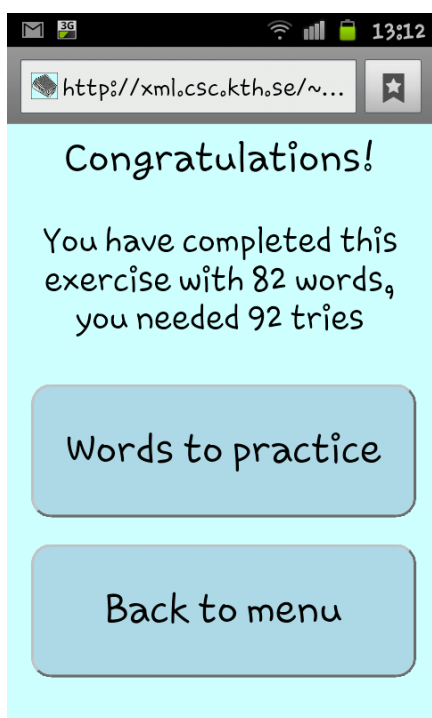 3G
13:12
http://xml.csc.kth.se/~...
Congratulations!
You have completed this
exercise with 82 words,
you needed 92 tries
Words to practice
Back to menu